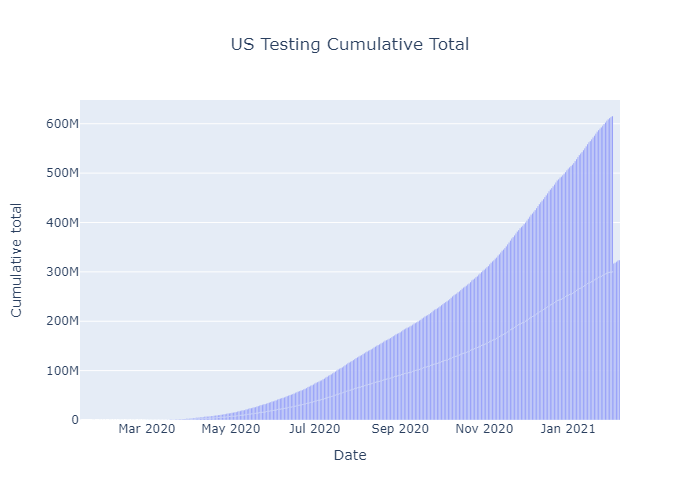 US Testing Cumulative Total
600M
500M
400M
300M
200M
100M
0
Cumulative total
Mar 2020 May 2020 Jul 2020 Sep 2020 Nov 2020 Jan 2021
Date